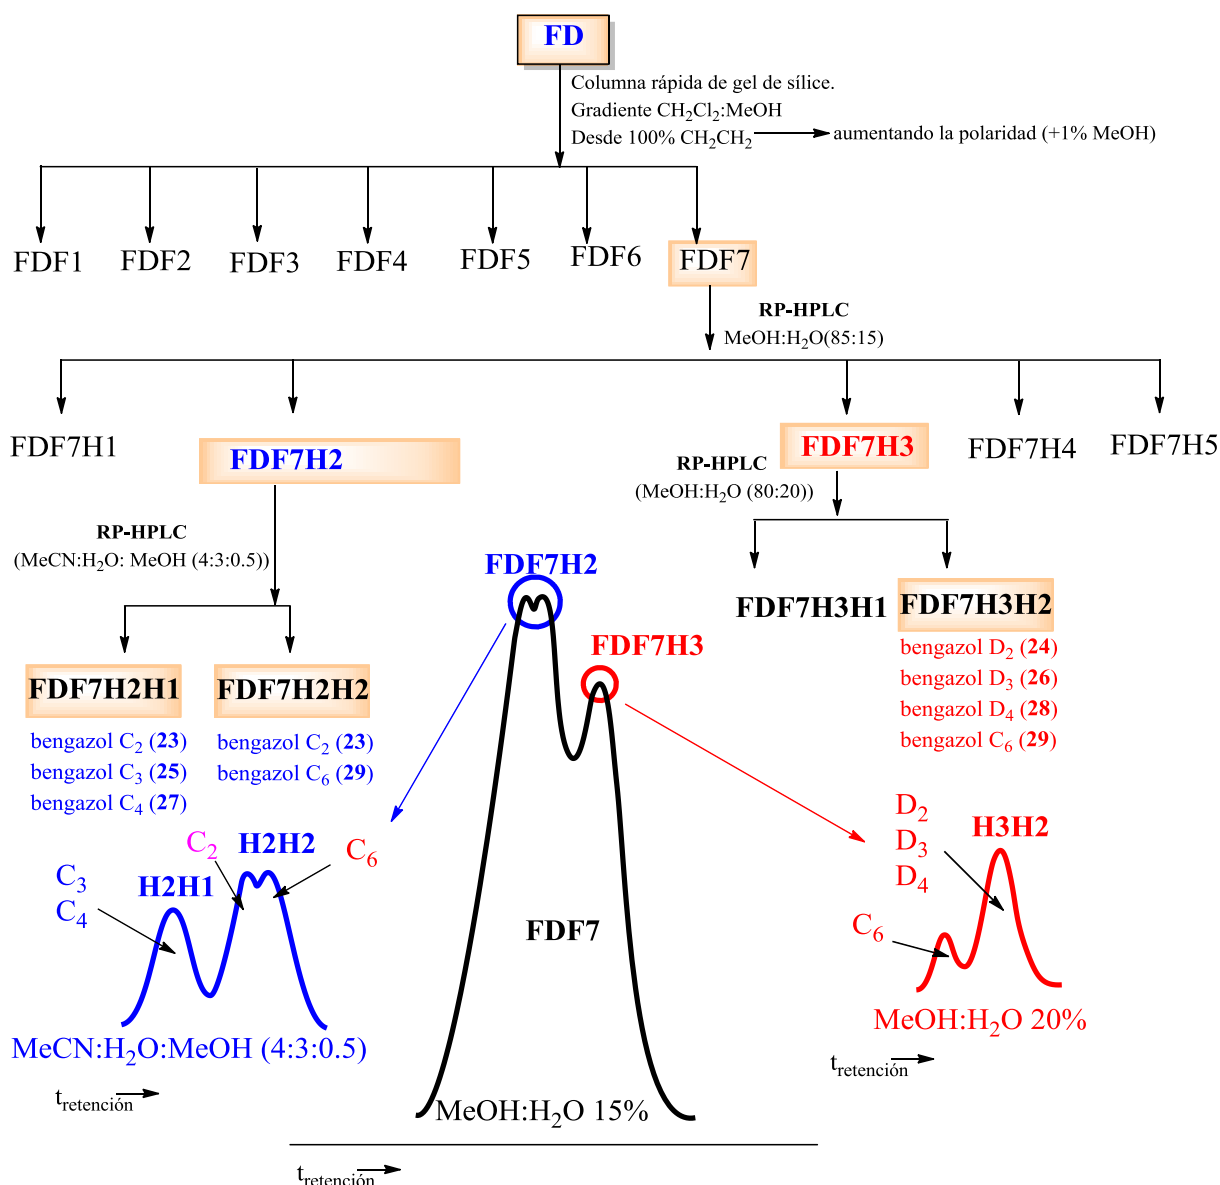 FD
Columna rápida de gel de sílice.
Gradiente CH₂Cl₂:MeOH
Desde 100% CH₂CH₂ aumentando la polaridad (+1% MeOH)
FDF1 FDF2 FDF3 FDF4 FDF5 FDF6 FDF7
RP-HPLC
MeOH:H₂O(85:15)
FDF7H1 FDF7H2 FDF7H3 FDF7H4 FDF7H5
RP-HPLC
(MeOH:H₂O (80:20))
RP-HPLC
(MeCN:H₂O: MeOH (4:3:0.5))
FDF7H2H1
bengazol C₂ (23)
bengazol C₃ (25)
bengazol C₄ (27)
FDF7H2H2
bengazol C₂ (23)
bengazol C₆ (29)
FDF7H3H1
FDF7H3H2
bengazol D₂ (24)
bengazol D₃ (26)
bengazol D₄ (28)
bengazol C₆ (29)
FDF7H2
FDF7H3
FDF7
MeOH:H₂O 15%
t retención
C₃
C₄
H2H1
C₂
H2H2
C₆
MeCN:H₂O:MeOH (4:3:0.5)
t retención
D₂
D₃
D₄
H3H2
C₆
MeOH:H₂O 20%
t retención